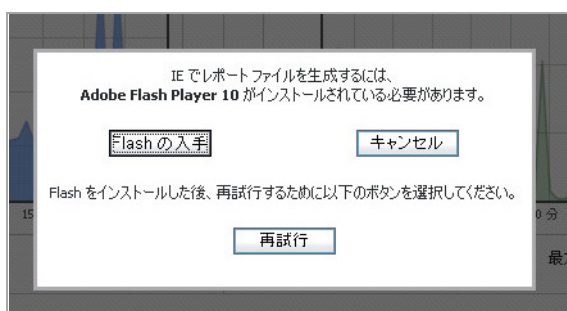 IE でレポート ファイルを生成するには、
Adobe Flash Player 10 がインストールされている必要があります。
Flash の入手
キャンセル
Flash をインストールした後、再試行するために以下のボタンを選択してください。
15
0 分
再試行
最